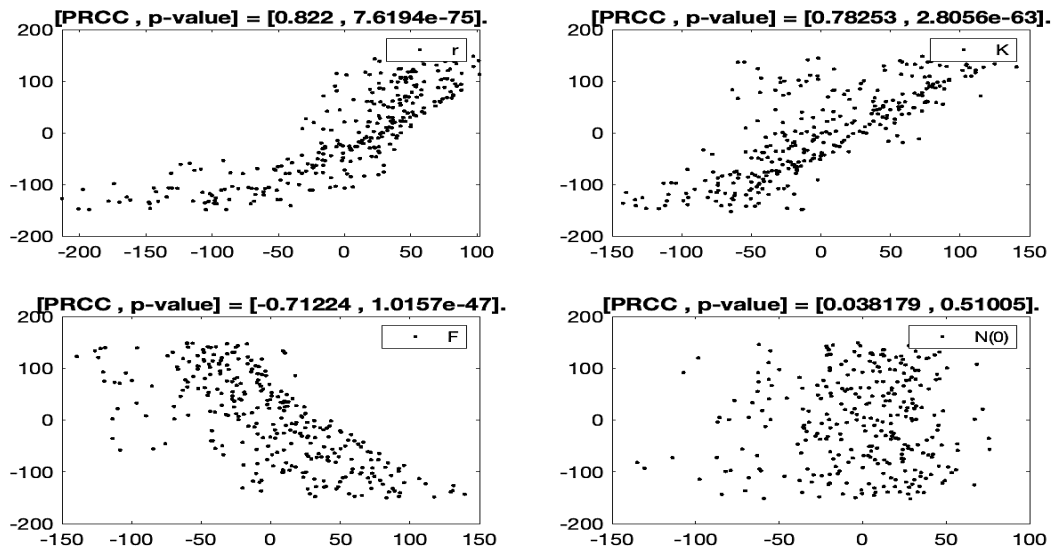 [PRCC , p-value] = [0.822 , 7.6194e-75].
200
100
0
-100
-200
r
-200 -150 -100 -50 0 50 100
[PRCC , p-value] = [0.78253 , 2.8056e-63].
200
100
0
-100
-200
K
-150 -100 -50 0 50 100 150
[PRCC , p-value] = [-0.71224 , 1.0157e-47].
200
100
0
-100
-200
F
-150 -100 -50 0 50 100 150
[PRCC , p-value] = [0.038179 , 0.51005].
200
100
0
-100
-200
N(0)
-150 -100 -50 0 50 100